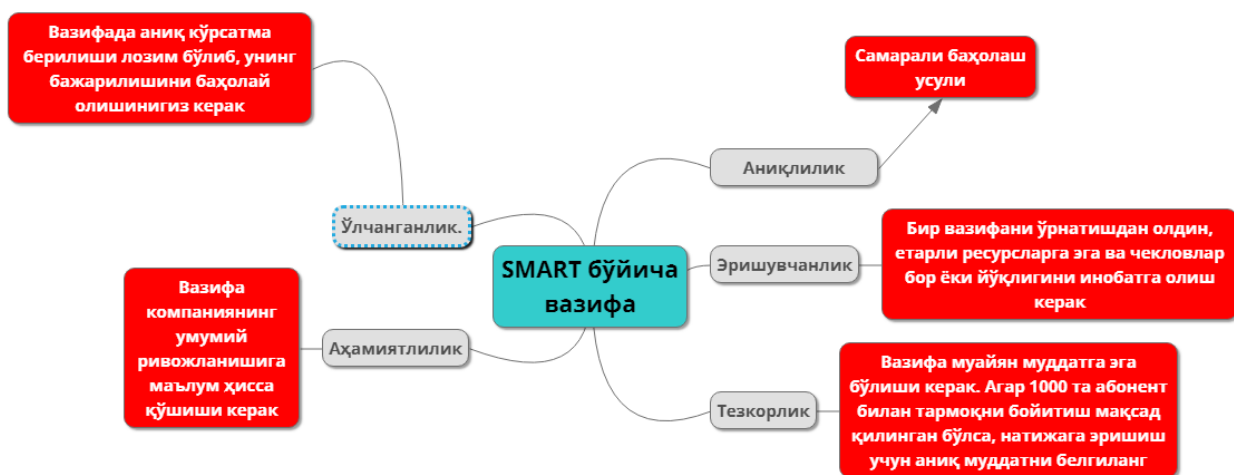 Вазифада аниқ кўрсатма
берилиши лозим бўлиб, унинг
бажарилишини баҳолай
олишинигиз керак
Самарали баҳолаш
усули
Аниқлилик
Ўлчанганлик.
SMART бўйича
вазифа
Эришувчанлик
Бир вазифани ўрнатишдан олдин,
етарли ресурсларга эга ва чекловлар
бор ёки йўқлигини инобатга олиш
керак
Вазифа
компаниянинг
умумий
ривожланишига
маълум ҳисса
қўшиши керак
Аҳамиятлилик
Тезкорлик
Вазифа муайян муддатга эга
бўлиши керак. Агар 1000 та абонент
билан тармоқни бойитиш мақсад
қилинган бўлса, натижага эришиш
учун аниқ муддатни белгиланг